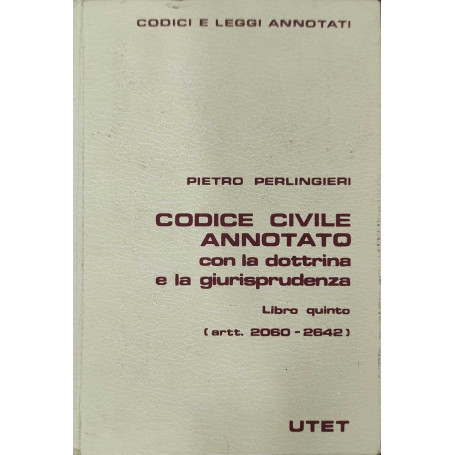 CODICI E LEGGI ANNOTATI
PIETRO PERLINGIERI
CODICE CIVILE
ANNOTATO
con la dottrina
e la giurisprudenza
Libro quinto
( artt. 2060 - 2642 )
UTET